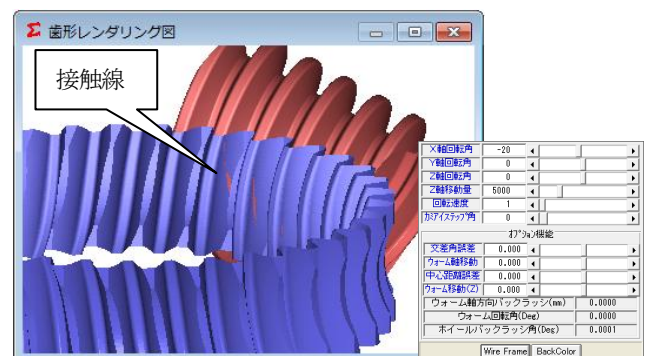 Σ 歯形レンダリング図
接触線
X軸回転角 -20
Y軸回転角 0
Z軸回転角 0
Z軸移動量 5000
回転速度 1
カミアイステップ角 0
オプション機能
交差角誤差 0.000
ウォーム軸移動 0.000
中心距離誤差 0.000
ウォーム移動(Z) 0.000
ウォーム軸方向バックラッシ(mm) 0.0000
ウォーム回転角(Deg) 0.0000
ホイールバックラッシ角(Deg) 0.0001
Wire Frame BackColor